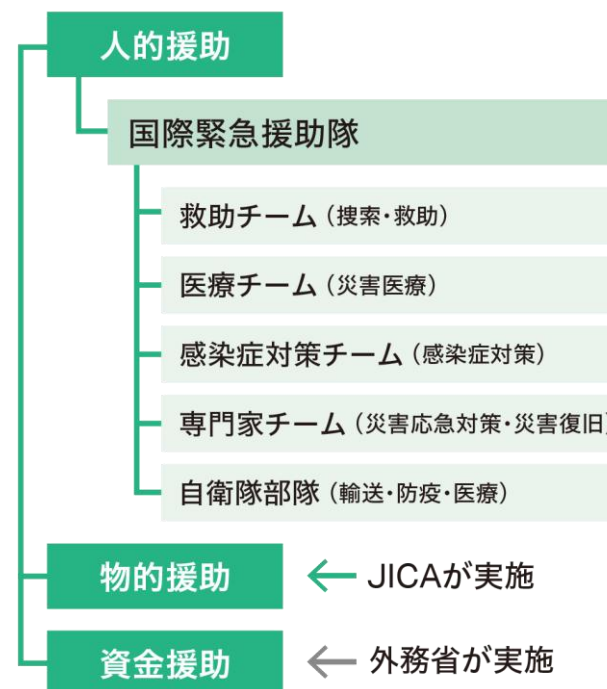 人的援助
国際緊急援助隊
救助チーム（捜索・救助）
医療チーム（災害医療）
感染症対策チーム（感染症対策）
専門家チーム（災害応急対策・災害復旧）
自衛隊部隊（輸送・防疫・医療）
物的援助 ← JICAが実施
資金援助 ← 外務省が実施